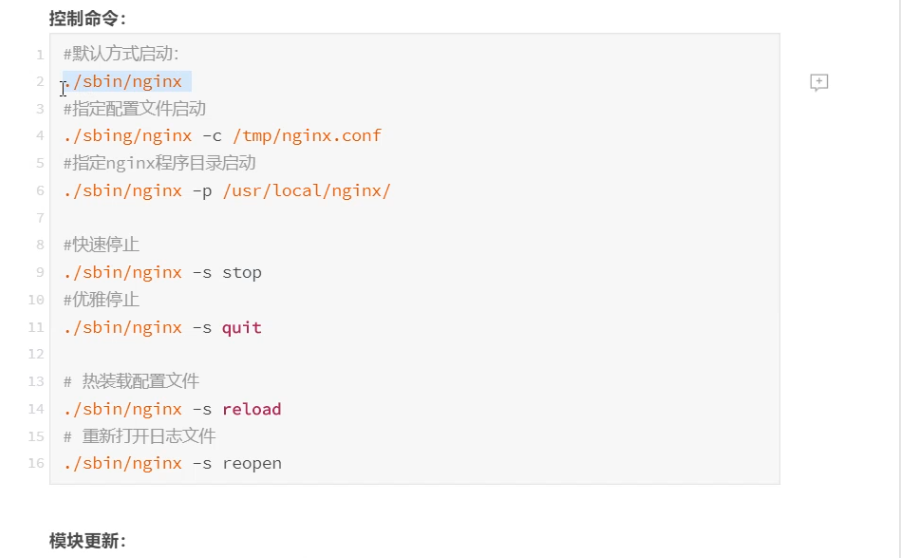 控制命令：
1 #默认方式启动：
2 ./sbin/nginx
3 #指定配置文件启动
4 ./sbing/nginx -c /tmp/nginx.conf
5 #指定nginx程序目录启动
6 ./sbin/nginx -p /usr/local/nginx/
7
8 #快速停止
9 ./sbin/nginx -s stop
10 #优雅停止
11 ./sbin/nginx -s quit
12
13 # 热装载配置文件
14 ./sbin/nginx -s reload
15 # 重新打开日志文件
16 ./sbin/nginx -s reopen
模块更新：